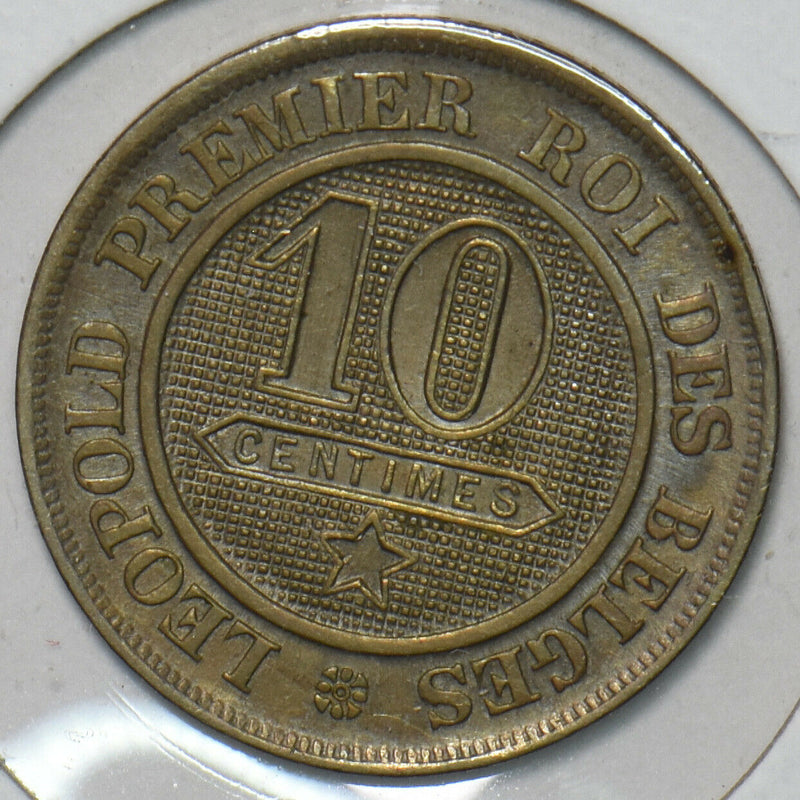 LEOPOLD PREMIER ROI DES BELGES
10
CENTIMES